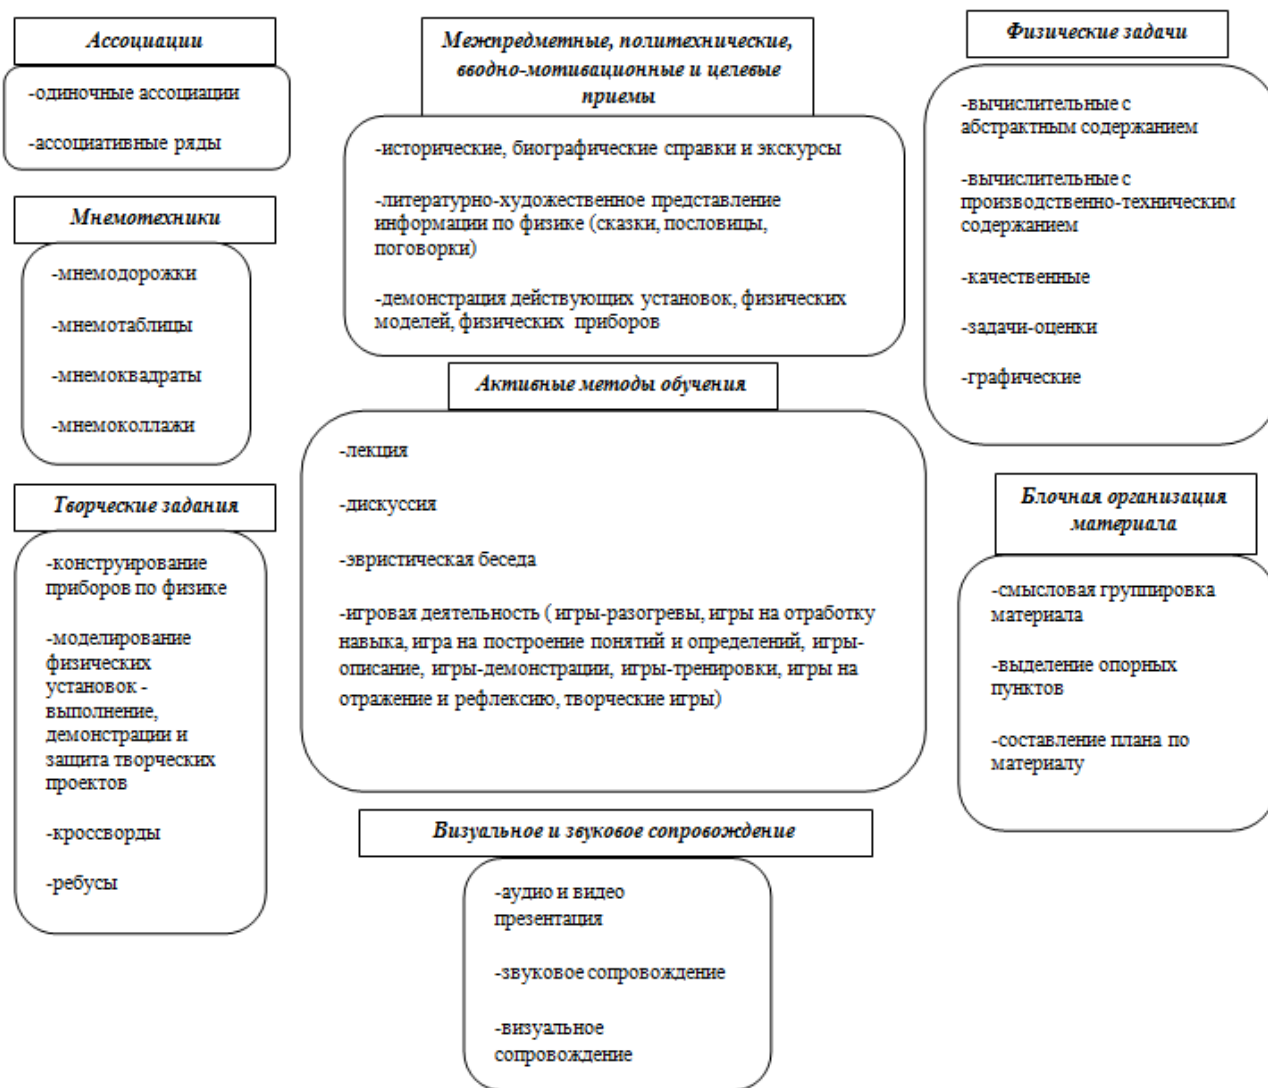 Ассоциации
-одиночные ассоциации
-ассоциативные ряды
Мнемотехники
-мнемодорожки
-мнемотаблицы
-мнемоквадраты
-мнемоколлажи
Творческие задания
-конструирование
приборов по физике
-моделирование
физических
установок -
выполнение,
демонстрации и
защита творческих
проектов
-кроссворды
-ребусы
Межпредметные, политехнические,
вводно-мотивационные и целевые
приемы
-исторические, биографические справки и экскурсы
-литературно-художественное представление
информации по физике (сказки, пословицы,
поговорки)
-демонстрация действующих установок, физических
моделей, физических приборов
Активные методы обучения
-лекция
-дискуссия
-эвристическая беседа
-игровая деятельность ( игры-разогревы, игры на отработку
навыка, игра на построение понятий и определений, игры-
описание, игры-демонстрации, игры-тренировки, игры на
отражение и рефлексию, творческие игры)
Визуальное и звуковое сопровождение
-аудио и видео
презентация
-звуковое сопровождение
-визуальное
сопровождение
Физические задачи
-вычислительные с
абстрактным содержанием
-вычислительные с
производственно-техническим
содержанием
-качественные
-задачи-оценки
-графические
Блочная организация
материала
-смысловая группировка
материала
-выделение опорных
пунктов
-составление плана по
материалу